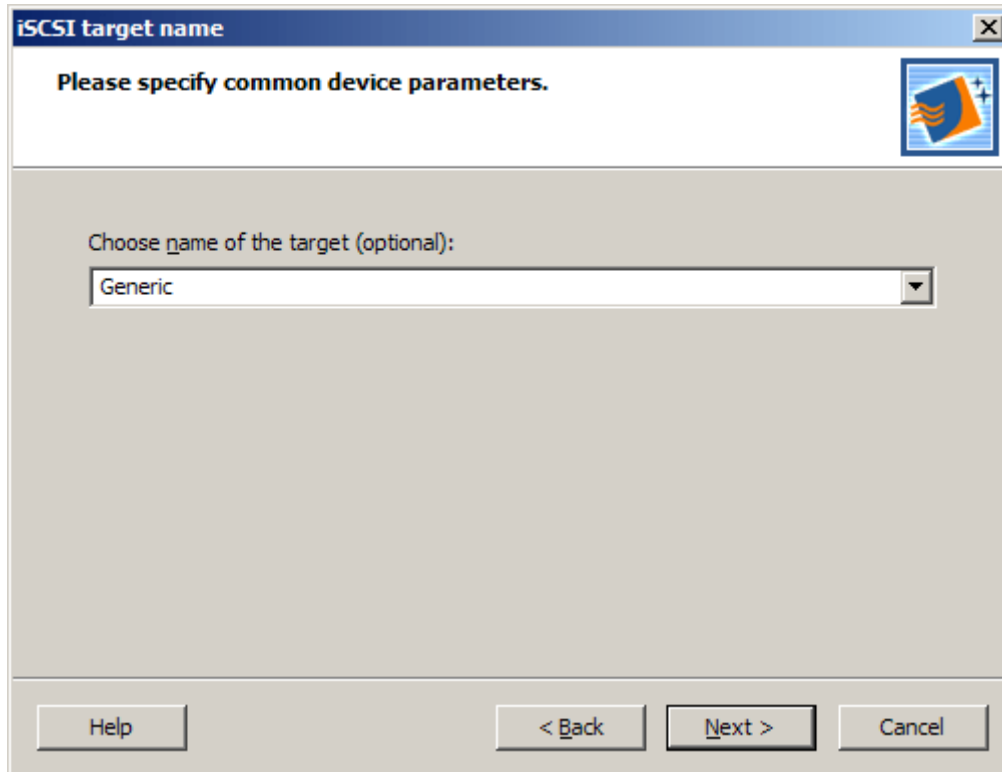 iSCSI target name
Please specify common device parameters.
Choose name of the target (optional):
Generic
Help
< Back
Next >
Cancel